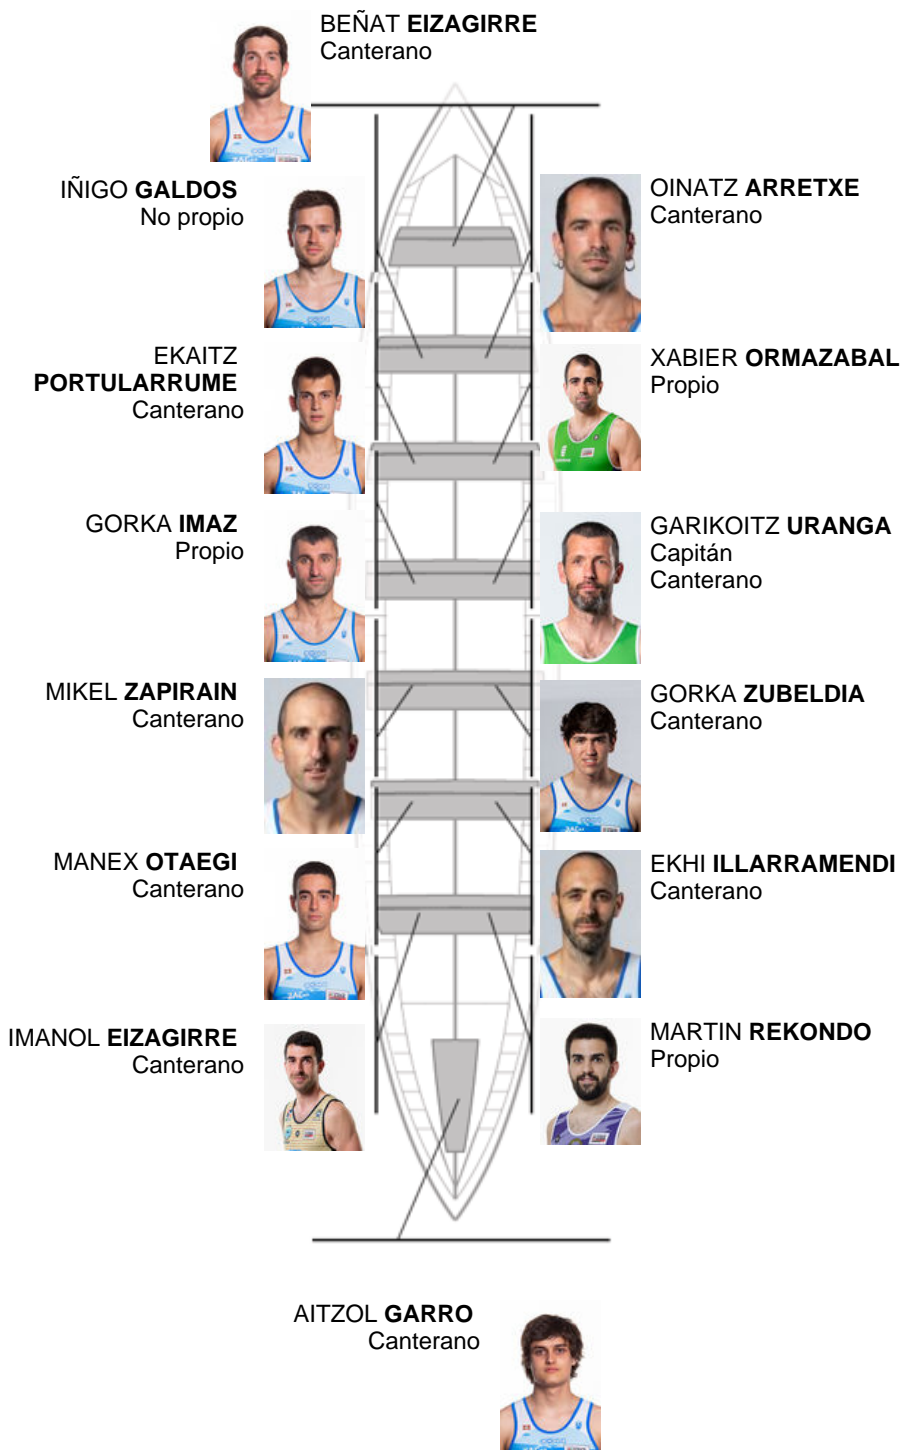 BEÑAT EIZAGIRRE
Canterano
IÑIGO GALDOS
No propio
OINATZ ARRETXE
Canterano
EKAITZ
PORTULARRUME
Canterano
XABIER ORMAZABAL
Propio
GORKA IMAZ
Propio
GARIKOITZ URANGA
Capitán
Canterano
MIKEL ZAPIRAIN
Canterano
GORKA ZUBELDIA
Canterano
MANEX OTAEGI
Canterano
EKHI ILLARRAMENDI
Canterano
IMANOL EIZAGIRRE
Canterano
MARTIN REKONDO
Propio
AITZOL GARRO
Canterano